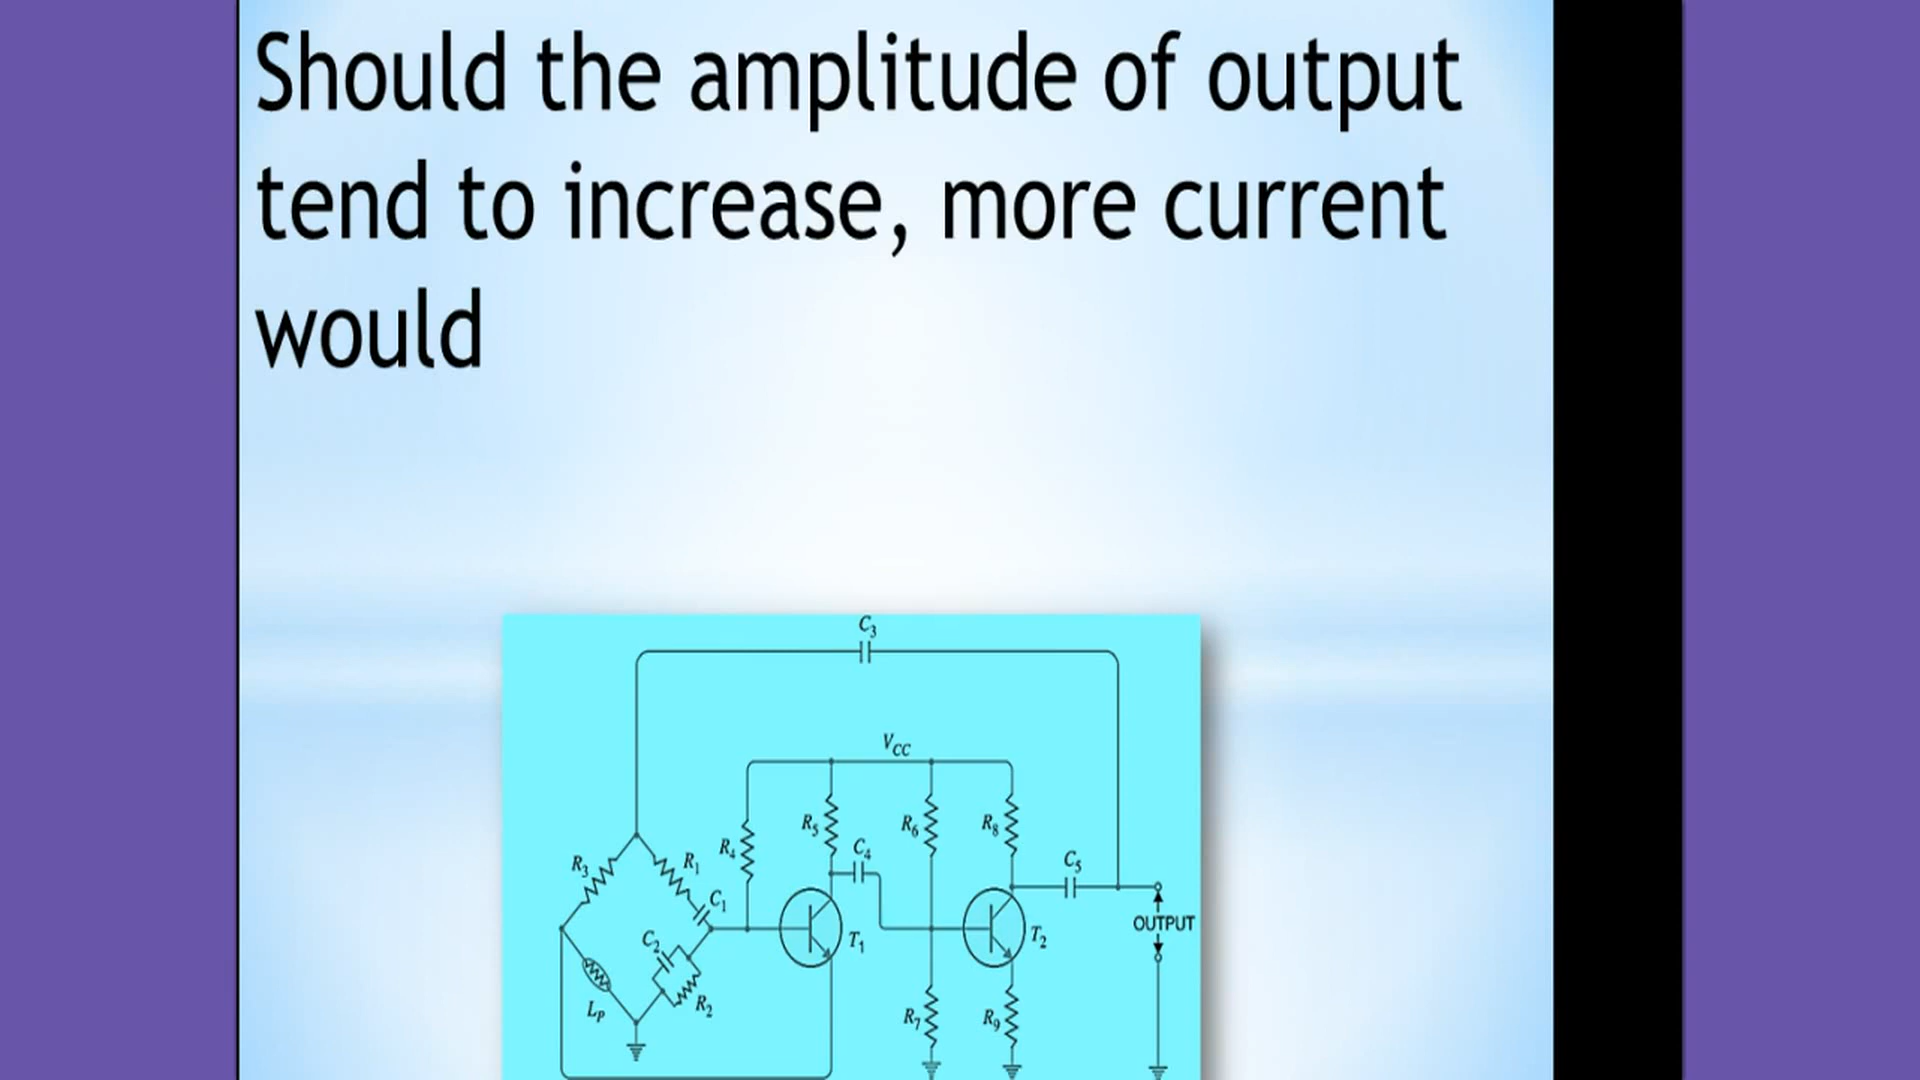 Should the amplitude of output
tend to increase, more current
would
C3
VCC
R5
R6
R8
R4
C4
C5
R3
R1
C1
OUTPUT
T1
T2
C2
R2
LP
R7
R9